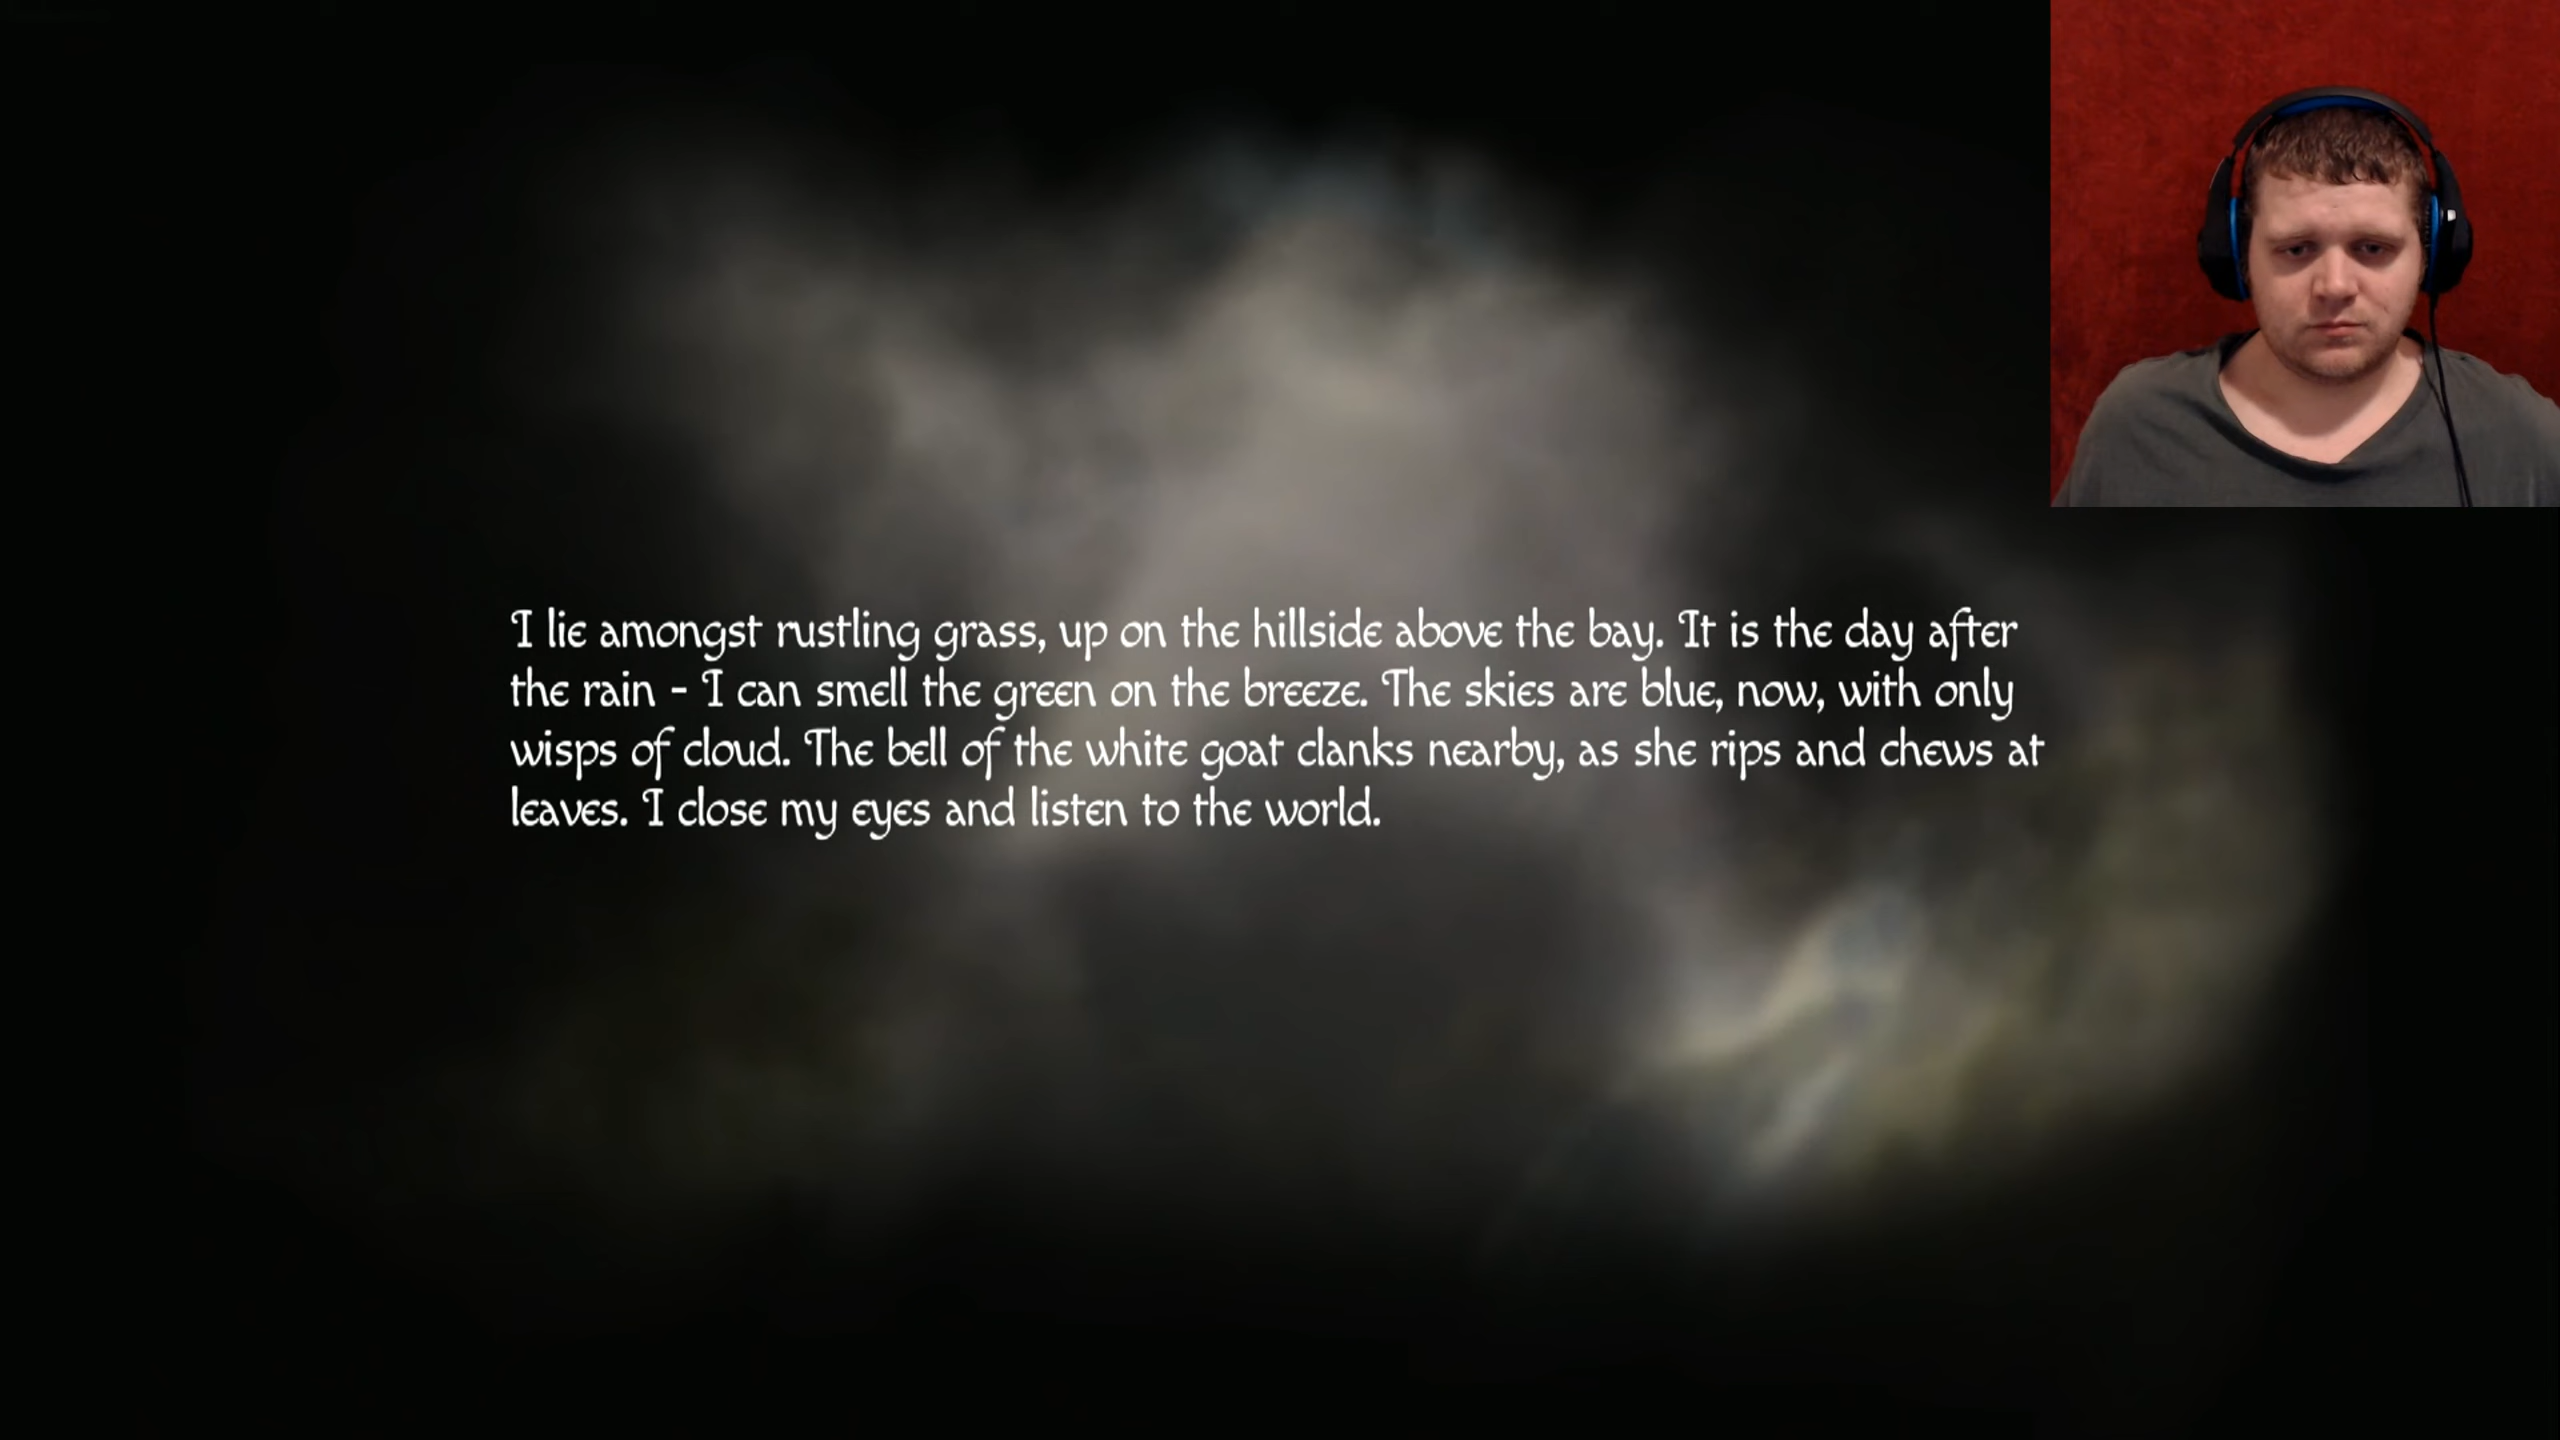 I lie amongst rustling grass, up on the hillside above the bay. It is the day after
the rain - I can smell the green on the breeze. The skies are blue, now, with only
wisps of cloud. The bell of the white goat clanks nearby, as she rips and chews at
leaves. I close my eyes and listen to the world.